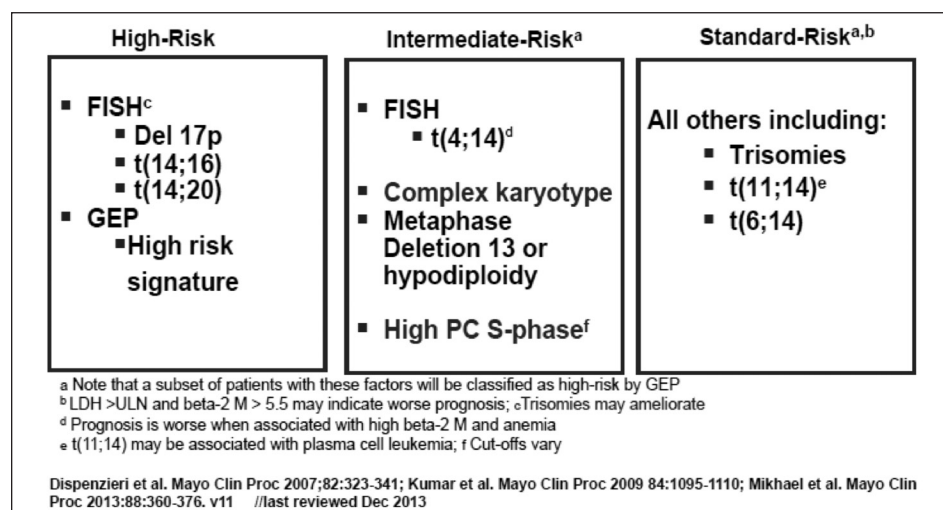 High-Risk
FISHc
Del 17p
t(14;16)
t(14;20)
GEP
High risk
signature
Intermediate-Riska
FISH
t(4;14)d
Complex karyotype
Metaphase
Deletion 13 or
hypodiploidy
High PC S-phasef
Standard-Riska,b
All others including:
Trisomies
t(11;14)e
t(6;14)
a Note that a subset of patients with these factors will be classified as high-risk by GEP
b LDH >ULN and beta-2 M > 5.5 may indicate worse prognosis; cTrisomies may ameliorate
d Prognosis is worse when associated with high beta-2 M and anemia
e t(11;14) may be associated with plasma cell leukemia; f Cut-offs vary
Dispenzieri et al. Mayo Clin Proc 2007;82:323-341; Kumar et al. Mayo Clin Proc 2009 84:1095-1110; Mikhael et al. Mayo Clin
Proc 2013:88:360-376. v11 //last reviewed Dec 2013